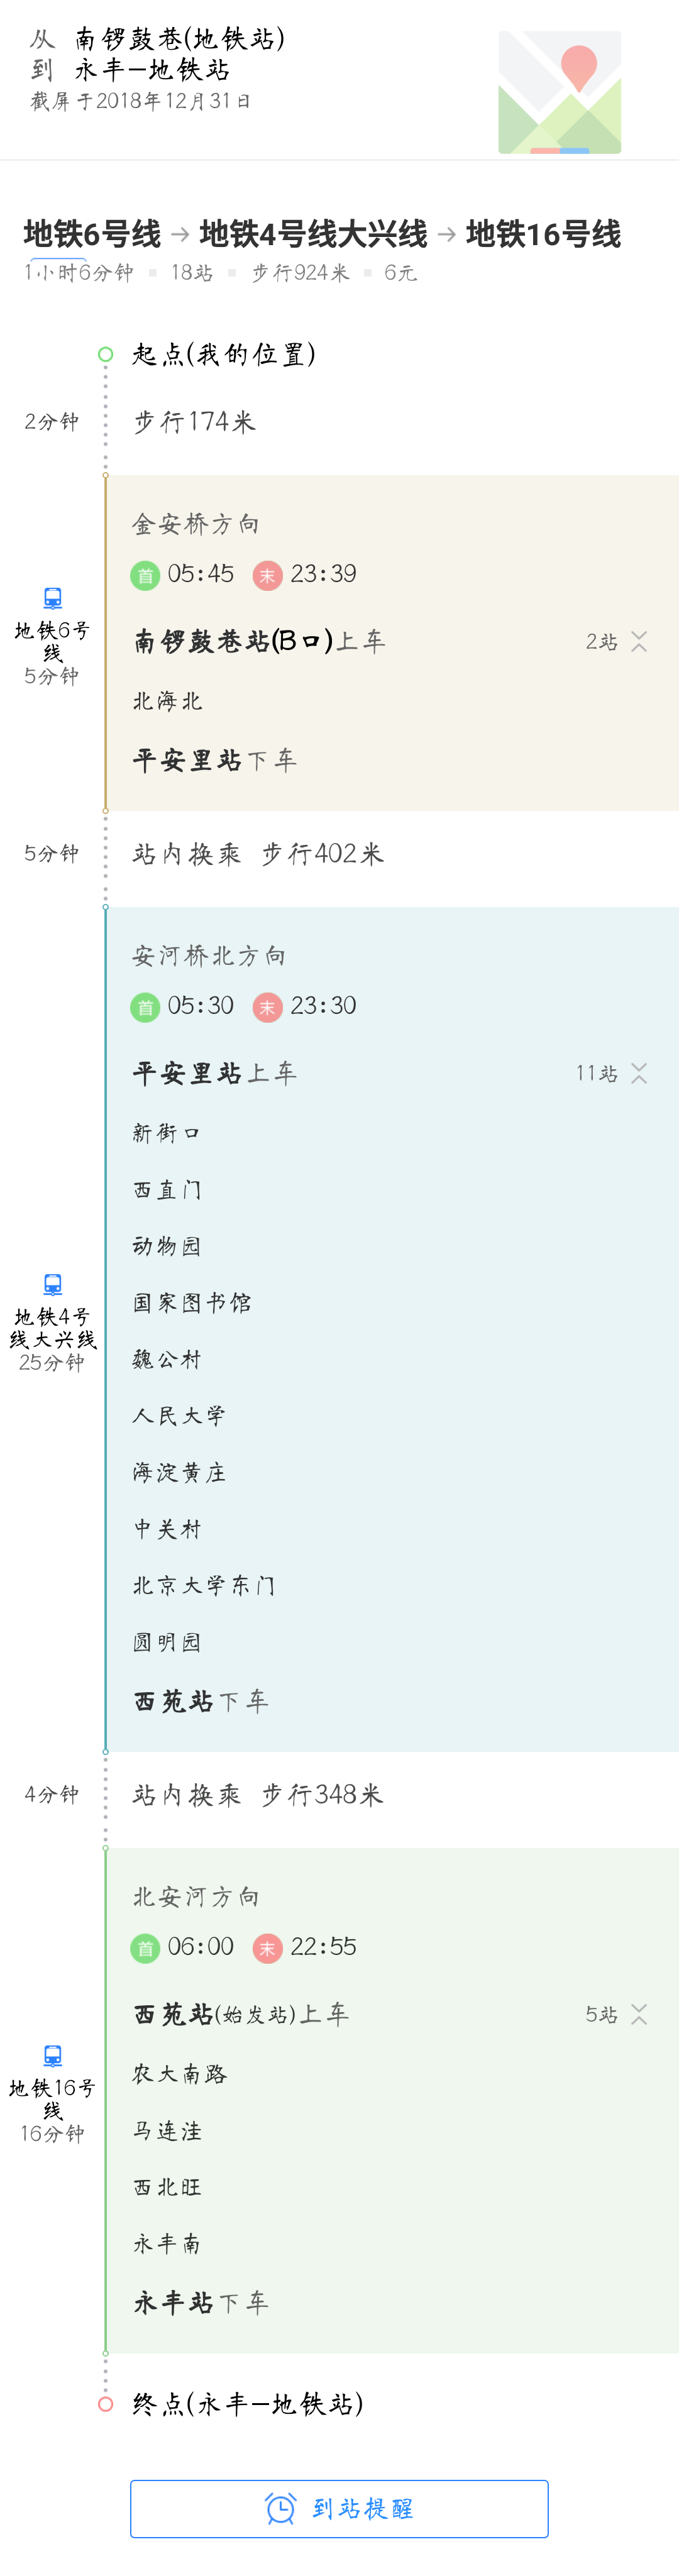 从 南锣鼓巷(地铁站)
到 永丰-地铁站
截屏于2018年12月31日
地铁6号线 → 地铁4号线大兴线 → 地铁16号线
1小时6分钟 18站 步行924米 6元
起点(我的位置)
2分钟 步行174米
金安桥方向
首 05:45 末 23:39
地铁6号
线
5分钟
南锣鼓巷站(B口)上车 2站
北海北
平安里站下车
5分钟 站内换乘 步行402米
安河桥北方向
首 05:30 末 23:30
平安里站上车 11站
新街口
西直门
动物园
国家图书馆
地铁4号
线大兴线
25分钟
魏公村
人民大学
海淀黄庄
中关村
北京大学东门
圆明园
西苑站下车
4分钟 站内换乘 步行348米
北安河方向
首 06:00 末 22:55
西苑站(始发站)上车 5站
农大南路
地铁16号
线
16分钟
马连洼
西北旺
永丰南
永丰站下车
终点(永丰-地铁站)
到站提醒